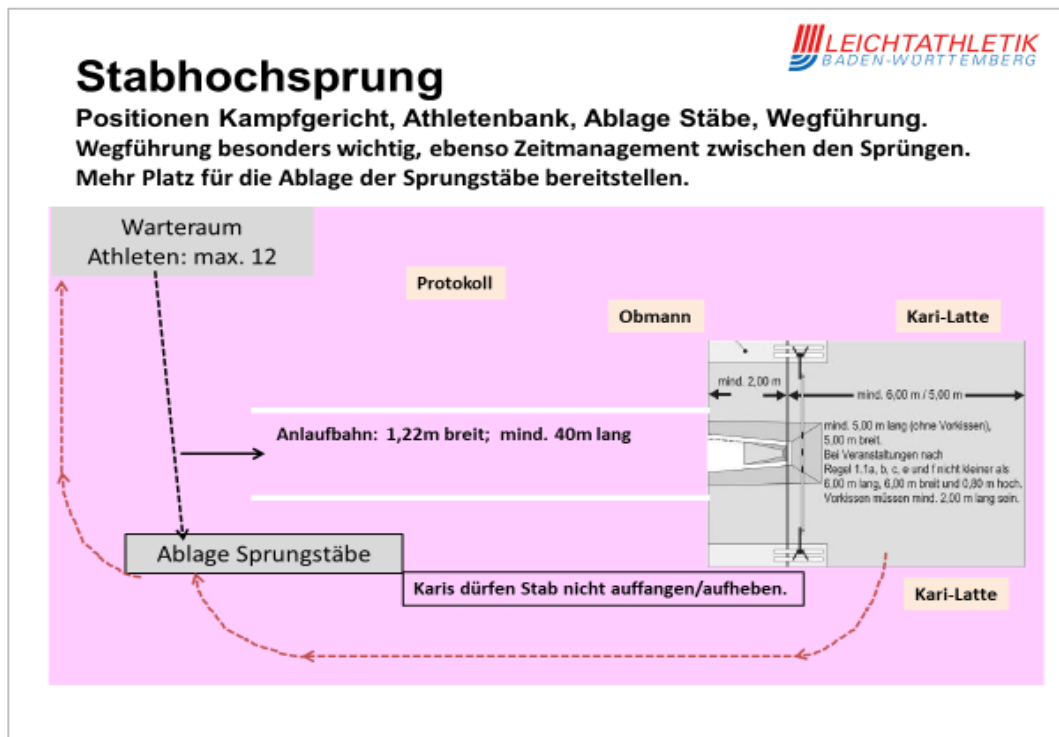 LEICHTATHLETIK
BADEN-WÜRTTEMBERG
Stabhochsprung
Positionen Kampfgericht, Athletenbank, Ablage Stäbe, Wegführung.
Wegführung besonders wichtig, ebenso Zeitmanagement zwischen den Sprüngen.
Mehr Platz für die Ablage der Sprungstäbe bereitstellen.
Warteraum
Athleten: max. 12
Protokoll
Obmann
Kari-Latte
mind. 2,00 m
mind. 6,00 m / 5,00 m
Anlaufbahn: 1,22m breit; mind. 40m lang
mind. 5,00 m lang (ohne Vorkissen),
5,00 m breit.
Bei Veranstaltungen nach
Regel 1.1a, b, c, e und f nicht kleiner als
6,00 m lang, 6,00 m breit und 0,80 m hoch.
Vorkissen müssen mind. 2,00 m lang sein.
Ablage Sprungstäbe
Karis dürfen Stab nicht auffangen/aufheben.
Kari-Latte